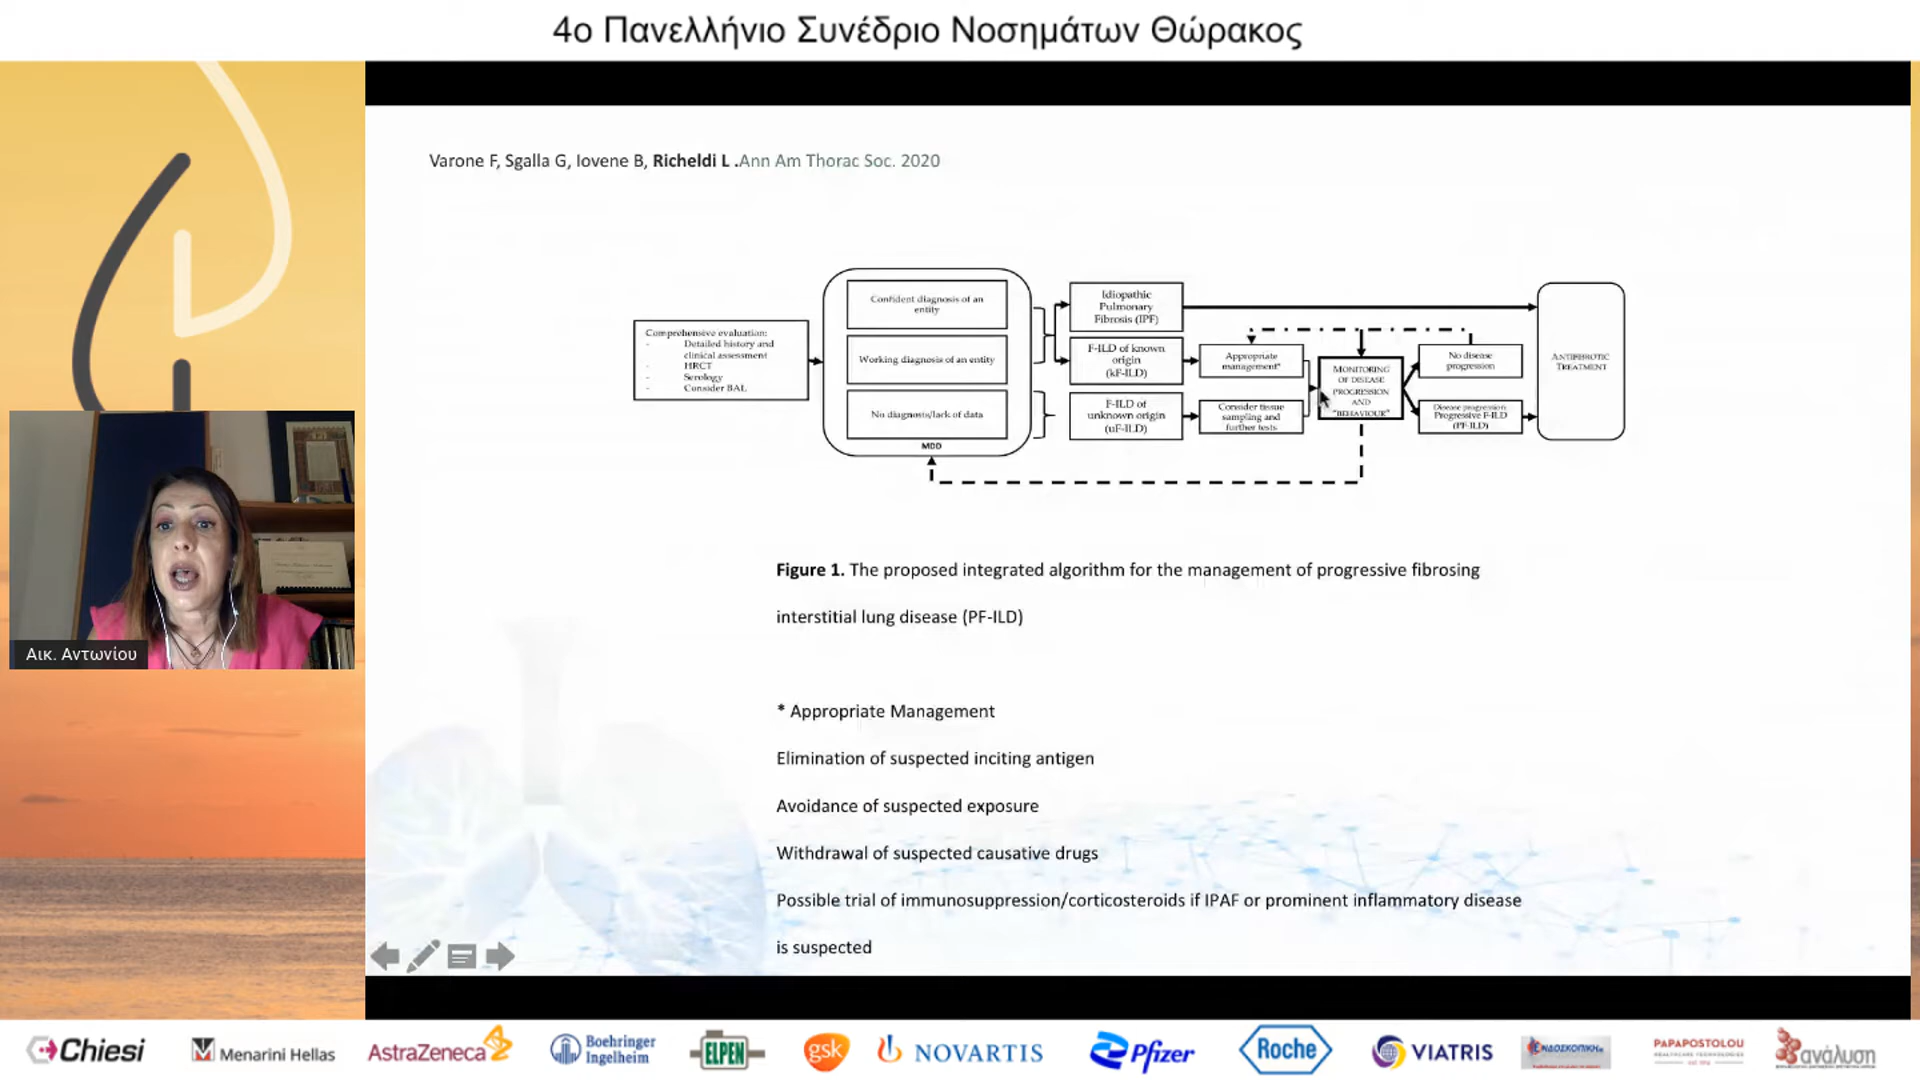 4ο Πανελλήνιο Συνέδριο Νοσημάτων Θώρακος
Varone F, Sgalla G, Iovene B, Richeldi L .Ann Am Thorac Soc. 2020
Comprehensive evaluation:
- Detailed history and
clinical assessment
- HRCT
- Serology
- Consider BAL
Confident diagnosis of an
entity
Working diagnosis of an entity
No diagnosis/lack of data
MDD
Idiopathic
Pulmonary
Fibrosis (IPF)
F-ILD of known
origin
(kF-ILD)
F-ILD of
unknown origin
(uF-ILD)
Appropriate
management*
Consider tissue
sampling and
further tests
MONITORING
OF DISEASE
PROGRESSION
AND
"BEHAVIOUR"
No disease
progression
Disease progression
Progressive F-ILD
(PF-ILD)
ANTIFIBROTIC
TREATMENT
Figure 1. The proposed integrated algorithm for the management of progressive fibrosing
interstitial lung disease (PF-ILD)
* Appropriate Management
Elimination of suspected inciting antigen
Avoidance of suspected exposure
Withdrawal of suspected causative drugs
Possible trial of immunosuppression/corticosteroids if IPAF or prominent inflammatory disease
is suspected
Αικ. Αντωνίου
Chiesi
Menarini Hellas
AstraZeneca
Boehringer
Ingelheim
ELPEN
gsk
NOVARTIS
Pfizer
Roche
VIATRIS
ΕΝΔΟΣΚΟΠΙΚΗ
PAPAPOSTOLOU
HEALTHCARE TECHNOLOGIES
ανάλυση